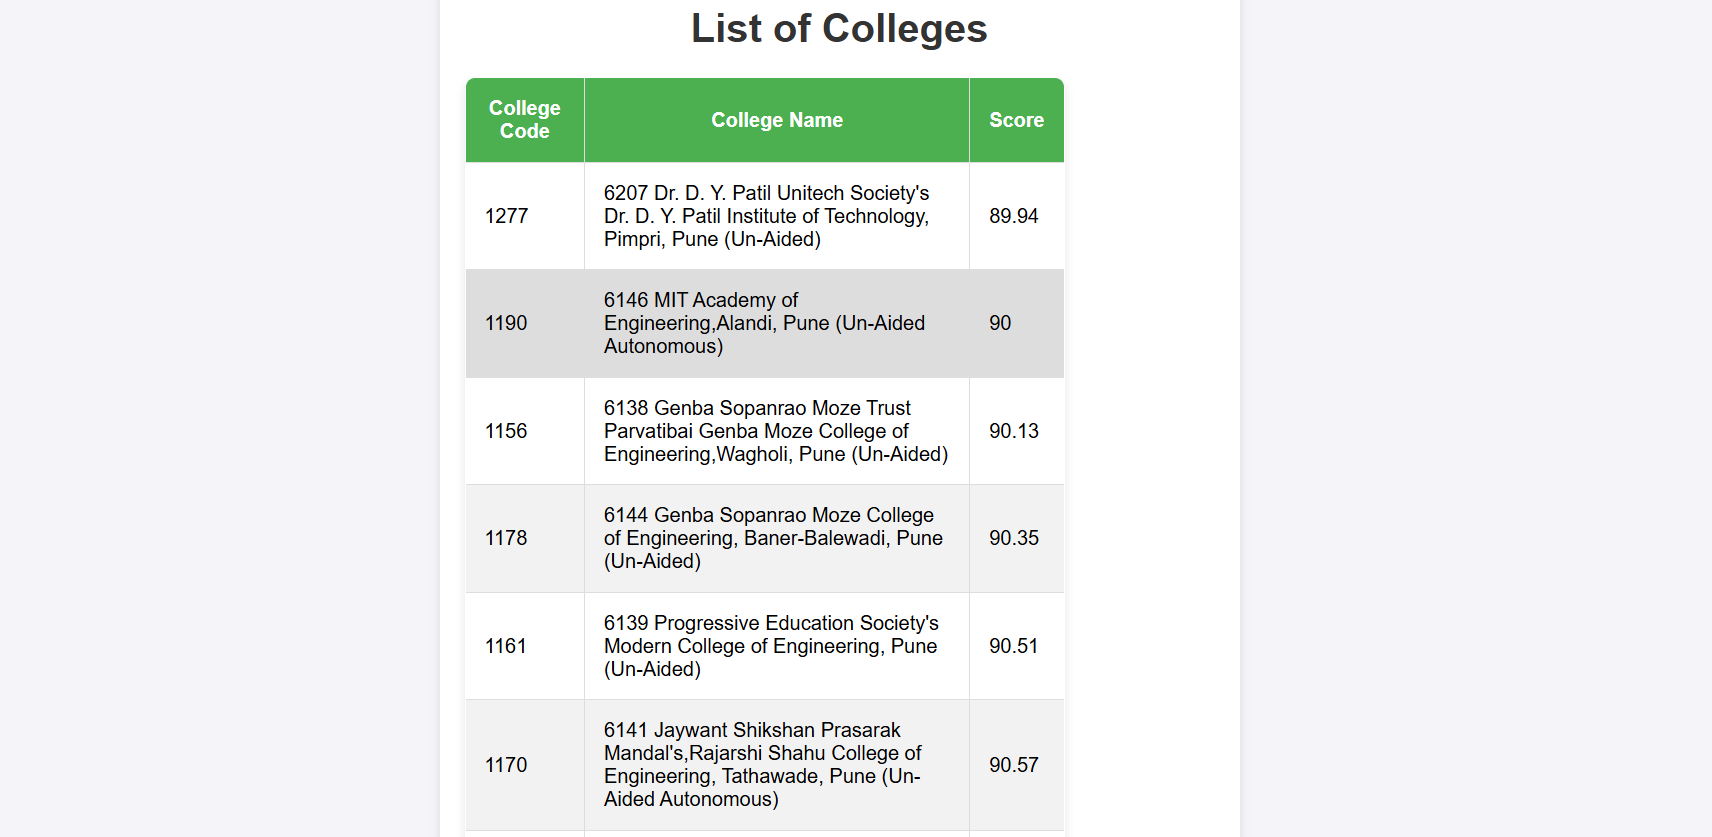 List of Colleges
College
Code
College Name
Score
1277
6207 Dr. D. Y. Patil Unitech Society's
Dr. D. Y. Patil Institute of Technology,
Pimpri, Pune (Un-Aided)
89.94
1190
6146 MIT Academy of
Engineering,Alandi, Pune (Un-Aided
Autonomous)
90
1156
6138 Genba Sopanrao Moze Trust
Parvatibai Genba Moze College of
Engineering,Wagholi, Pune (Un-Aided)
90.13
1178
6144 Genba Sopanrao Moze College
of Engineering, Baner-Balewadi, Pune
(Un-Aided)
90.35
1161
6139 Progressive Education Society's
Modern College of Engineering, Pune
(Un-Aided)
90.51
1170
6141 Jaywant Shikshan Prasarak
Mandal's,Rajarshi Shahu College of
Engineering, Tathawade, Pune (Un-
Aided Autonomous)
90.57